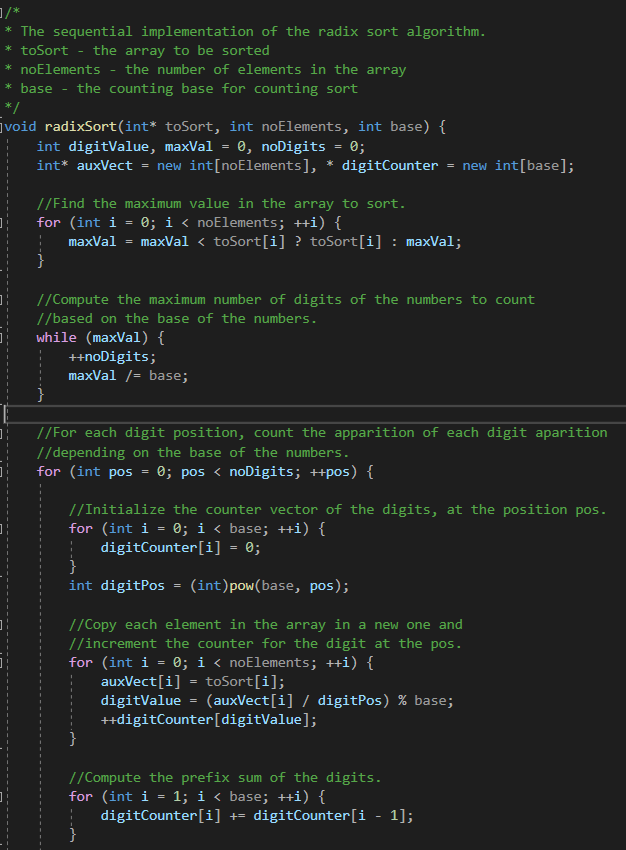 /*
* The sequential implementation of the radix sort algorithm.
* toSort - the array to be sorted
* noElements - the number of elements in the array
* base - the counting base for counting sort
*/
void radixSort(int* toSort, int noElements, int base) {
int digitValue, maxVal = 0, noDigits = 0;
int* auxVect = new int[noElements], * digitCounter = new int[base];
//Find the maximum value in the array to sort.
for (int i = 0; i < noElements; ++i) {
maxVal = maxVal < toSort[i] ? toSort[i] : maxVal;
}
//Compute the maximum number of digits of the numbers to count
//based on the base of the numbers.
while (maxVal) {
++noDigits;
maxVal /= base;
}
//For each digit position, count the apparition of each digit aparition
//depending on the base of the numbers.
for (int pos = 0; pos < noDigits; ++pos) {
//Initialize the counter vector of the digits, at the position pos.
for (int i = 0; i < base; ++i) {
digitCounter[i] = 0;
}
int digitPos = (int)pow(base, pos);
//Copy each element in the array in a new one and
//increment the counter for the digit at the pos.
for (int i = 0; i < noElements; ++i) {
auxVect[i] = toSort[i];
digitValue = (auxVect[i] / digitPos) % base;
++digitCounter[digitValue];
}
//Compute the prefix sum of the digits.
for (int i = 1; i < base; ++i) {
digitCounter[i] += digitCounter[i - 1];
}